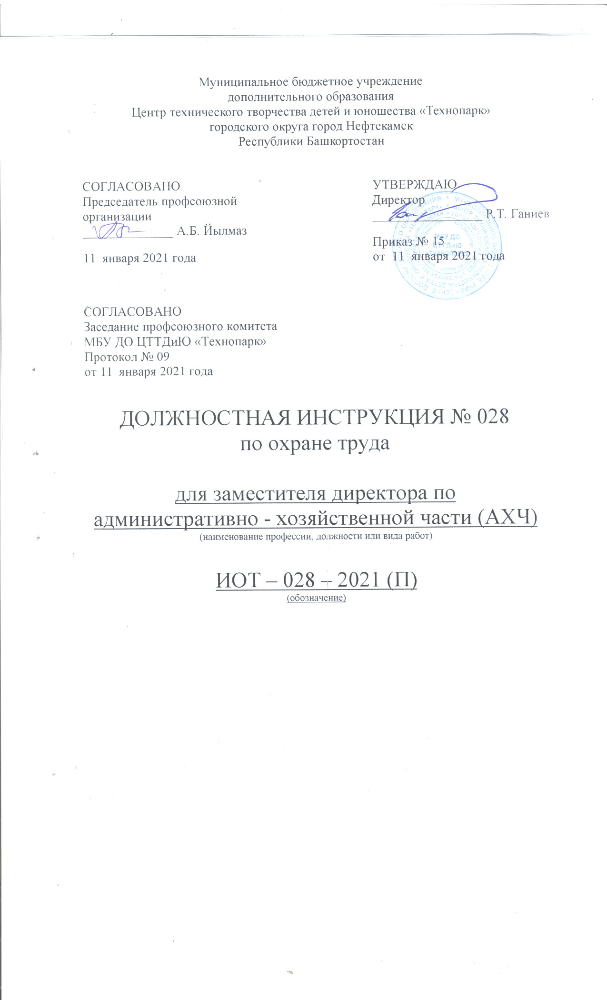 Муниципальное бюджетное учреждение
дополнительного образования
Центр технического творчества детей и юношества «Технопарк»
городского округа город Нефтекамск
Республики Башкортостан
СОГЛАСОВАНО
Председатель профсоюзной
организации
А.Б. Йылмаз
11 января 2021 года
УТВЕРЖДАЮ
Директор
Р.Т. Ганиев
Приказ № 15
от 11 января 2021 года
МБУ ДО
ЦТТДиЮ
«ТЕХНОПАРК»
СОГЛАСОВАНО
Заседание профсоюзного комитета
МБУ ДО ЦТТДиЮ «Технопарк»
Протокол № 09
от 11 января 2021 года
ДОЛЖНОСТНАЯ ИНСТРУКЦИЯ № 028
по охране труда
для заместителя директора по
административно - хозяйственной части (АХЧ)
(наименование профессии, должности или вида работ)
ИОТ – 028 – 2021 (П)
(обозначение)